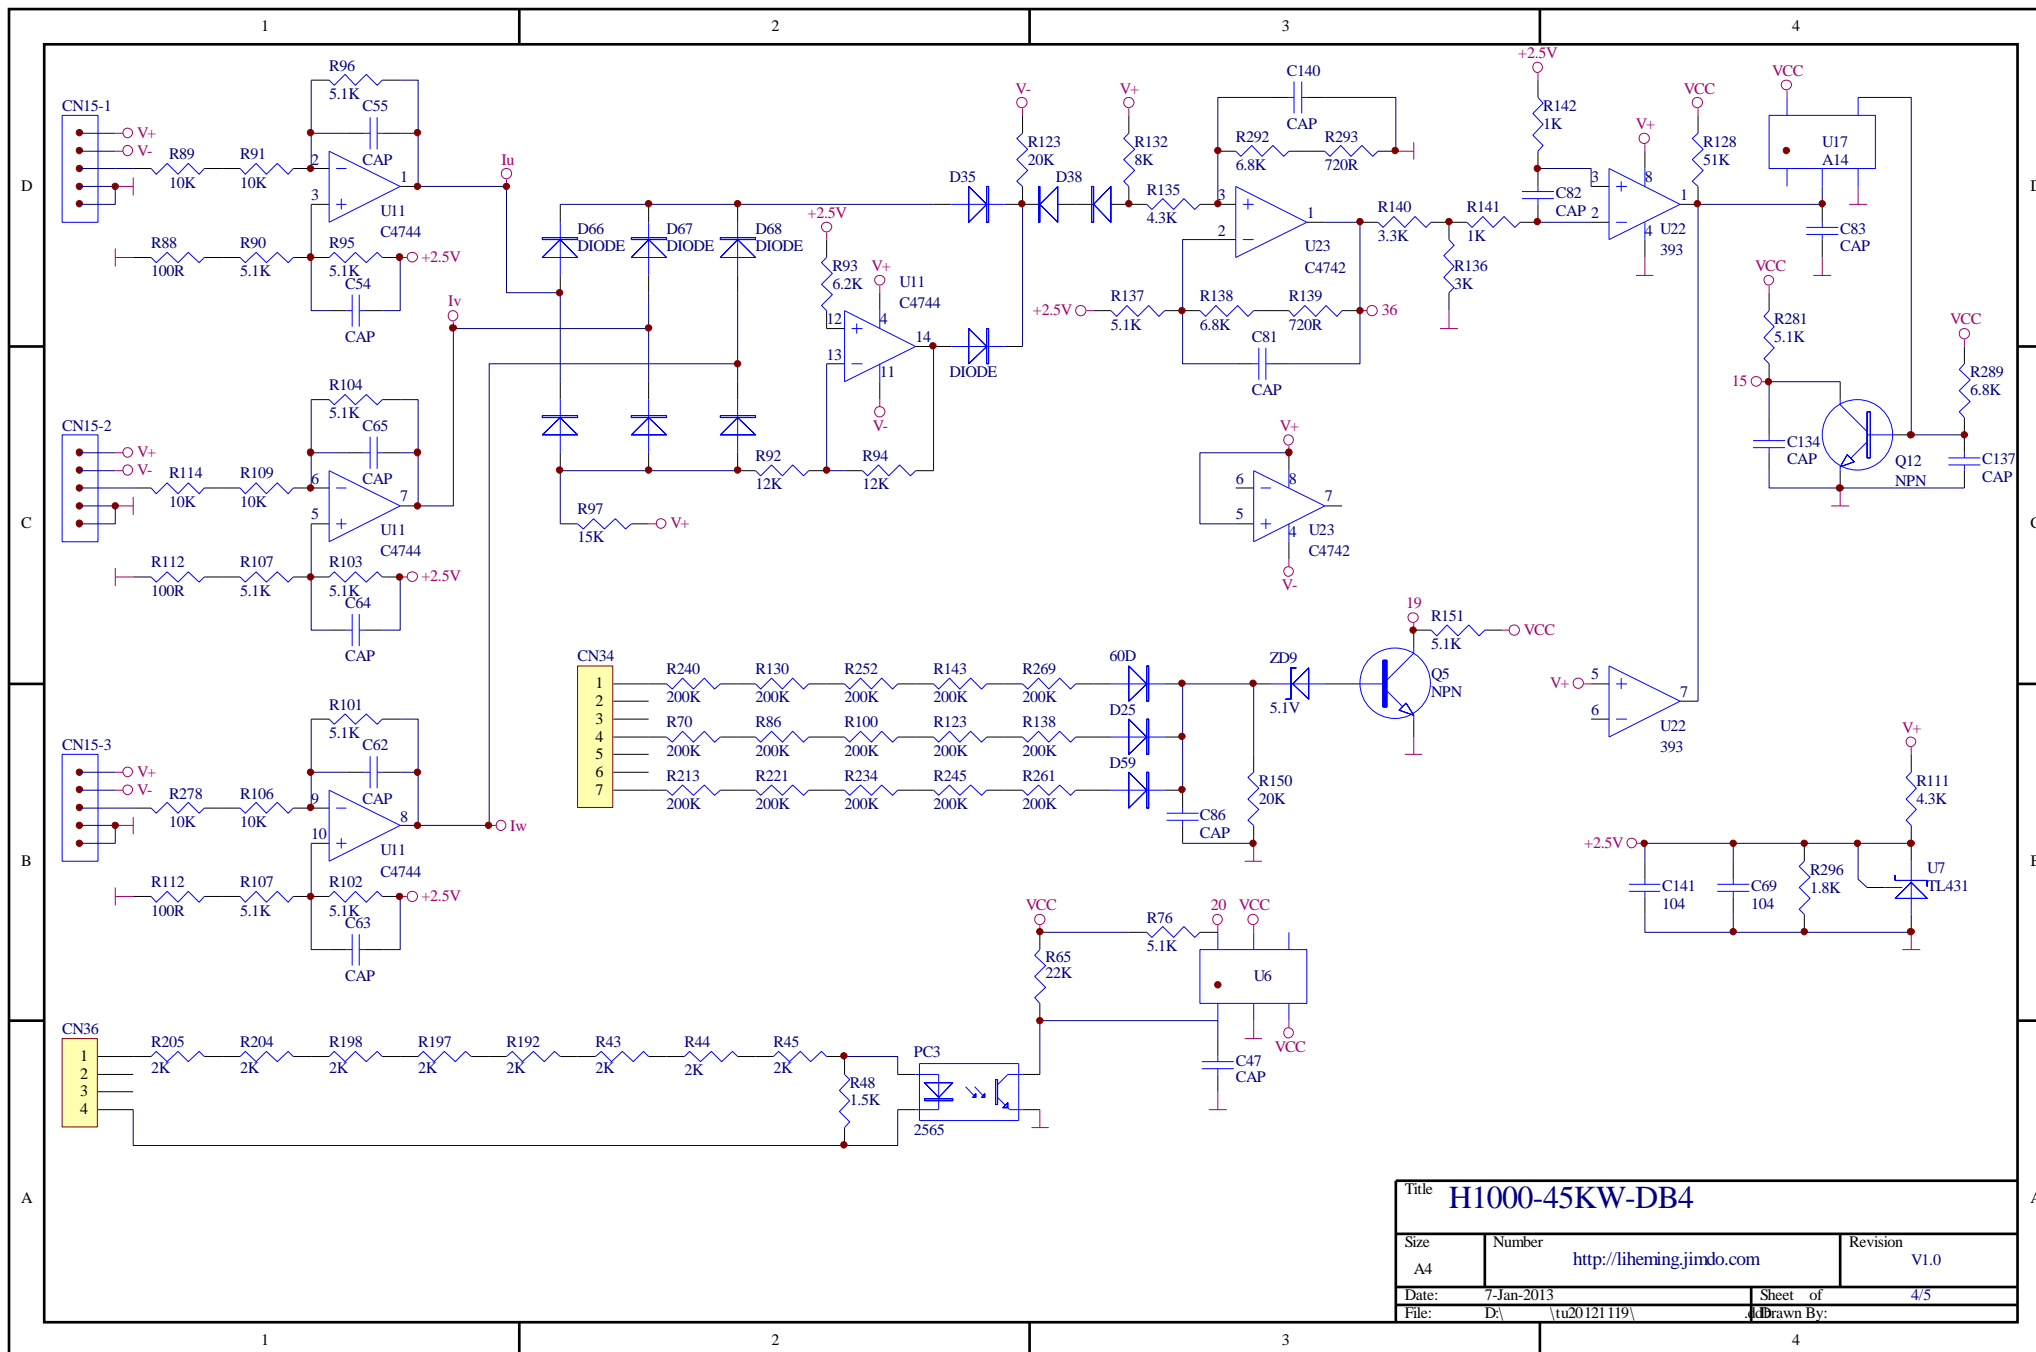 1
2
3
4
D
C
B
A
CN15-1
V+
V-
R89
10K
R91
10K
R96
5.1K
C55
CAP
2
3
1
U11
C4744
R88
100R
R90
5.1K
R95
5.1K
+2.5V
C54
CAP
Iu
Iv
CN15-2
V+
V-
R114
10K
R109
10K
R104
5.1K
C65
CAP
6
5
7
U11
C4744
R112
100R
R107
5.1K
R103
5.1K
+2.5V
C64
CAP
CN15-3
V+
V-
R278
10K
R106
10K
R101
5.1K
C62
CAP
9
10
8
U11
C4744
Iw
R112
100R
R107
5.1K
R102
5.1K
+2.5V
C63
CAP
D66
DIODE
D67
DIODE
D68
DIODE
R97
15K
V+
R92
12K
R94
12K
+2.5V
R93
6.2K
V+
U11
C4744
12
13
4
11
14
V-
D35
DIODE
V-
R123
20K
D38
V+
R132
8K
R135
4.3K
C140
CAP
R292
6.8K
R293
720R
3
2
1
U23
C4742
+2.5V
R137
5.1K
R138
6.8K
R139
720R
36
C81
CAP
R140
3.3K
R141
1K
R136
3K
+2.5V
R142
1K
C82
CAP
V+
3
2
8
4
1
U22
393
VCC
R128
51K
VCC
U17
A14
C83
CAP
VCC
R281
5.1K
15
C134
CAP
Q12
NPN
VCC
R289
6.8K
C137
CAP
V+
6
5
8
4
7
U23
C4742
V-
CN34
1
2
3
4
5
6
7
R240
200K
R130
200K
R252
200K
R143
200K
R269
200K
60D
R70
200K
R86
200K
R100
200K
R123
200K
R138
200K
D25
R213
200K
R221
200K
R234
200K
R245
200K
R261
200K
D59
C86
CAP
R150
20K
ZD9
5.1V
19
R151
5.1K
VCC
Q5
NPN
V+
5
6
7
U22
393
V+
R111
4.3K
+2.5V
C141
104
C69
104
R296
1.8K
U7
TL431
VCC
R65
22K
R76
5.1K
20
VCC
U6
VCC
C47
CAP
CN36
1
2
3
4
R205
2K
R204
2K
R198
2K
R197
2K
R192
2K
R43
2K
R44
2K
R45
2K
R48
1.5K
PC3
2565
Title
H1000-45KW-DB4
Size
A4
Number
http://liheming.jimdo.com
Revision
V1.0
Date:
7-Jan-2013
Sheet of
4/5
File:
D:\ \tu20121119\
Drawn By:
1
2
3
4
D
C